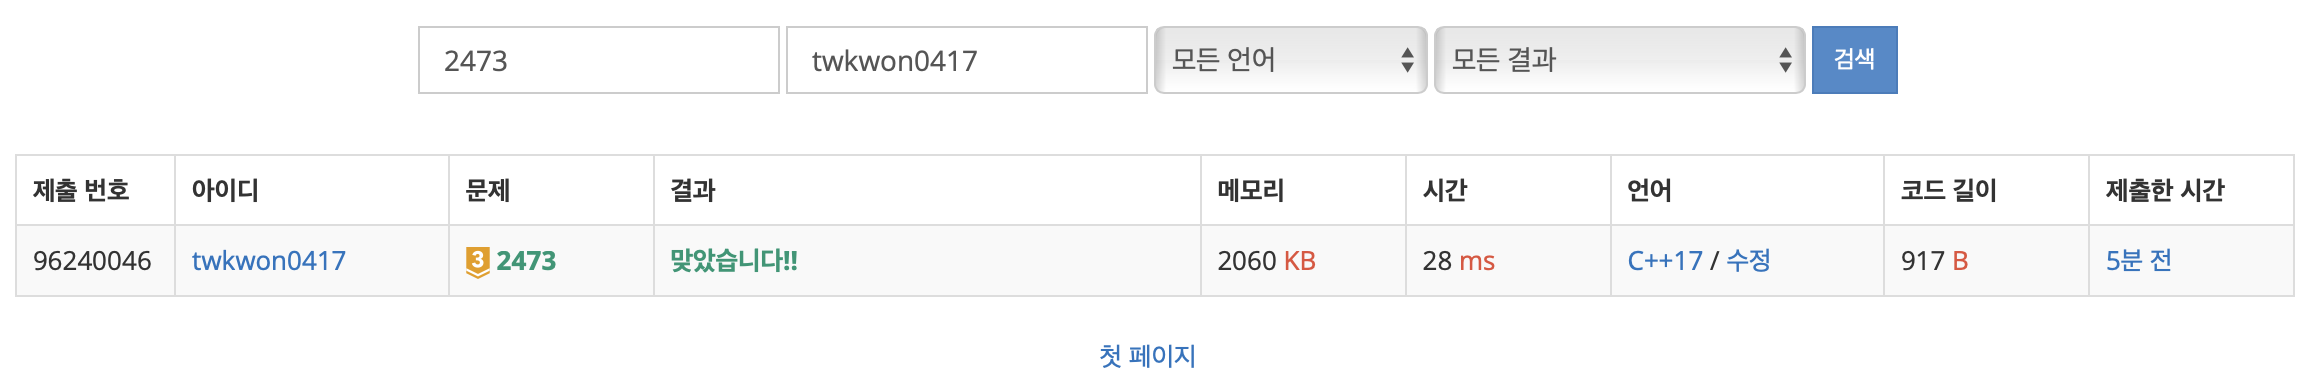 2473 twkwon0417 모든 언어 모든 결과 검색
제출 번호 아이디 문제 결과 메모리 시간 언어 코드 길이 제출한 시간
96240046 twkwon0417 3 2473 맞았습니다!! 2060 KB 28 ms C++17 / 수정 917 B 5분 전
첫 페이지